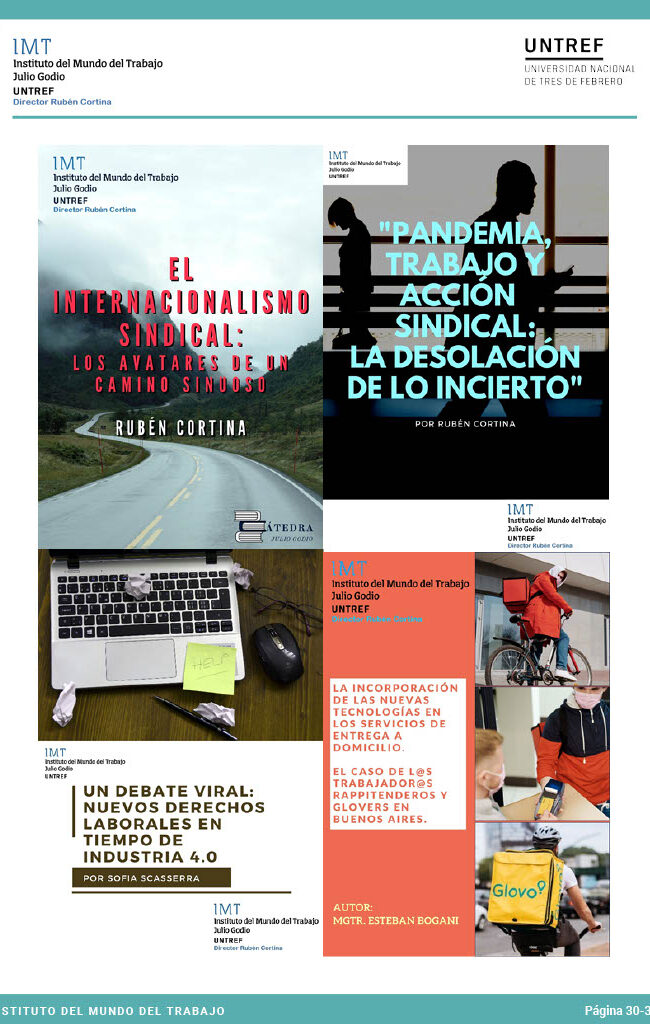 IMT
Instituto del Mundo del Trabajo
Julio Godio
UNTREF
Director Rubén Cortina
UNTREF
UNIVERSIDAD NACIONAL
DE TRES DE FEBRERO
IMT
Instituto del Mundo del Trabajo
Julio Godio
UNTREF
Director Rubén Cortina
EL
INTERNACIONALISMO
SINDICAL:
LOS AVATARES DE UN
CAMINO SINUOSO
RUBÉN CORTINA
CÁTEDRA
JULIO GODIO
IMT
Instituto del Mundo del Trabajo
Julio Godio
UNTREF
"PANDEMIA,
TRABAJO Y
ACCIÓN
SINDICAL:
LA DESOLACIÓN
DE LO INCIERTO"
POR RUBÉN CORTINA
IMT
Instituto del Mundo del Trabajo
Julio Godio
UNTREF
Director Rubén Cortina
HELP
IMT
Instituto del Mundo del Trabajo
Julio Godio
UNTREF
UN DEBATE VIRAL:
NUEVOS DERECHOS
LABORALES EN
TIEMPO DE
INDUSTRIA 4.0
POR SOFIA SCASSERRA
IMT
Instituto del Mundo del Trabajo
Julio Godio
UNTREF
Director Rubén Cortina
IMT
Instituto del Mundo del Trabajo
Julio Godio
UNTREF
Director Rubén Cortina
LA INCORPORACIÓN
DE LAS NUEVAS
TECNOLOGÍAS EN
LOS SERVICIOS DE
ENTREGA A
DOMICILIO.
EL CASO DE L@S
TRABAJADOR@S
RAPPITENDEROS Y
GLOVERS EN
BUENOS AIRES.
AUTOR:
MGTR. ESTEBAN BOGANI
Glovo
STITUTO DEL MUNDO DEL TRABAJO
Página 30-3